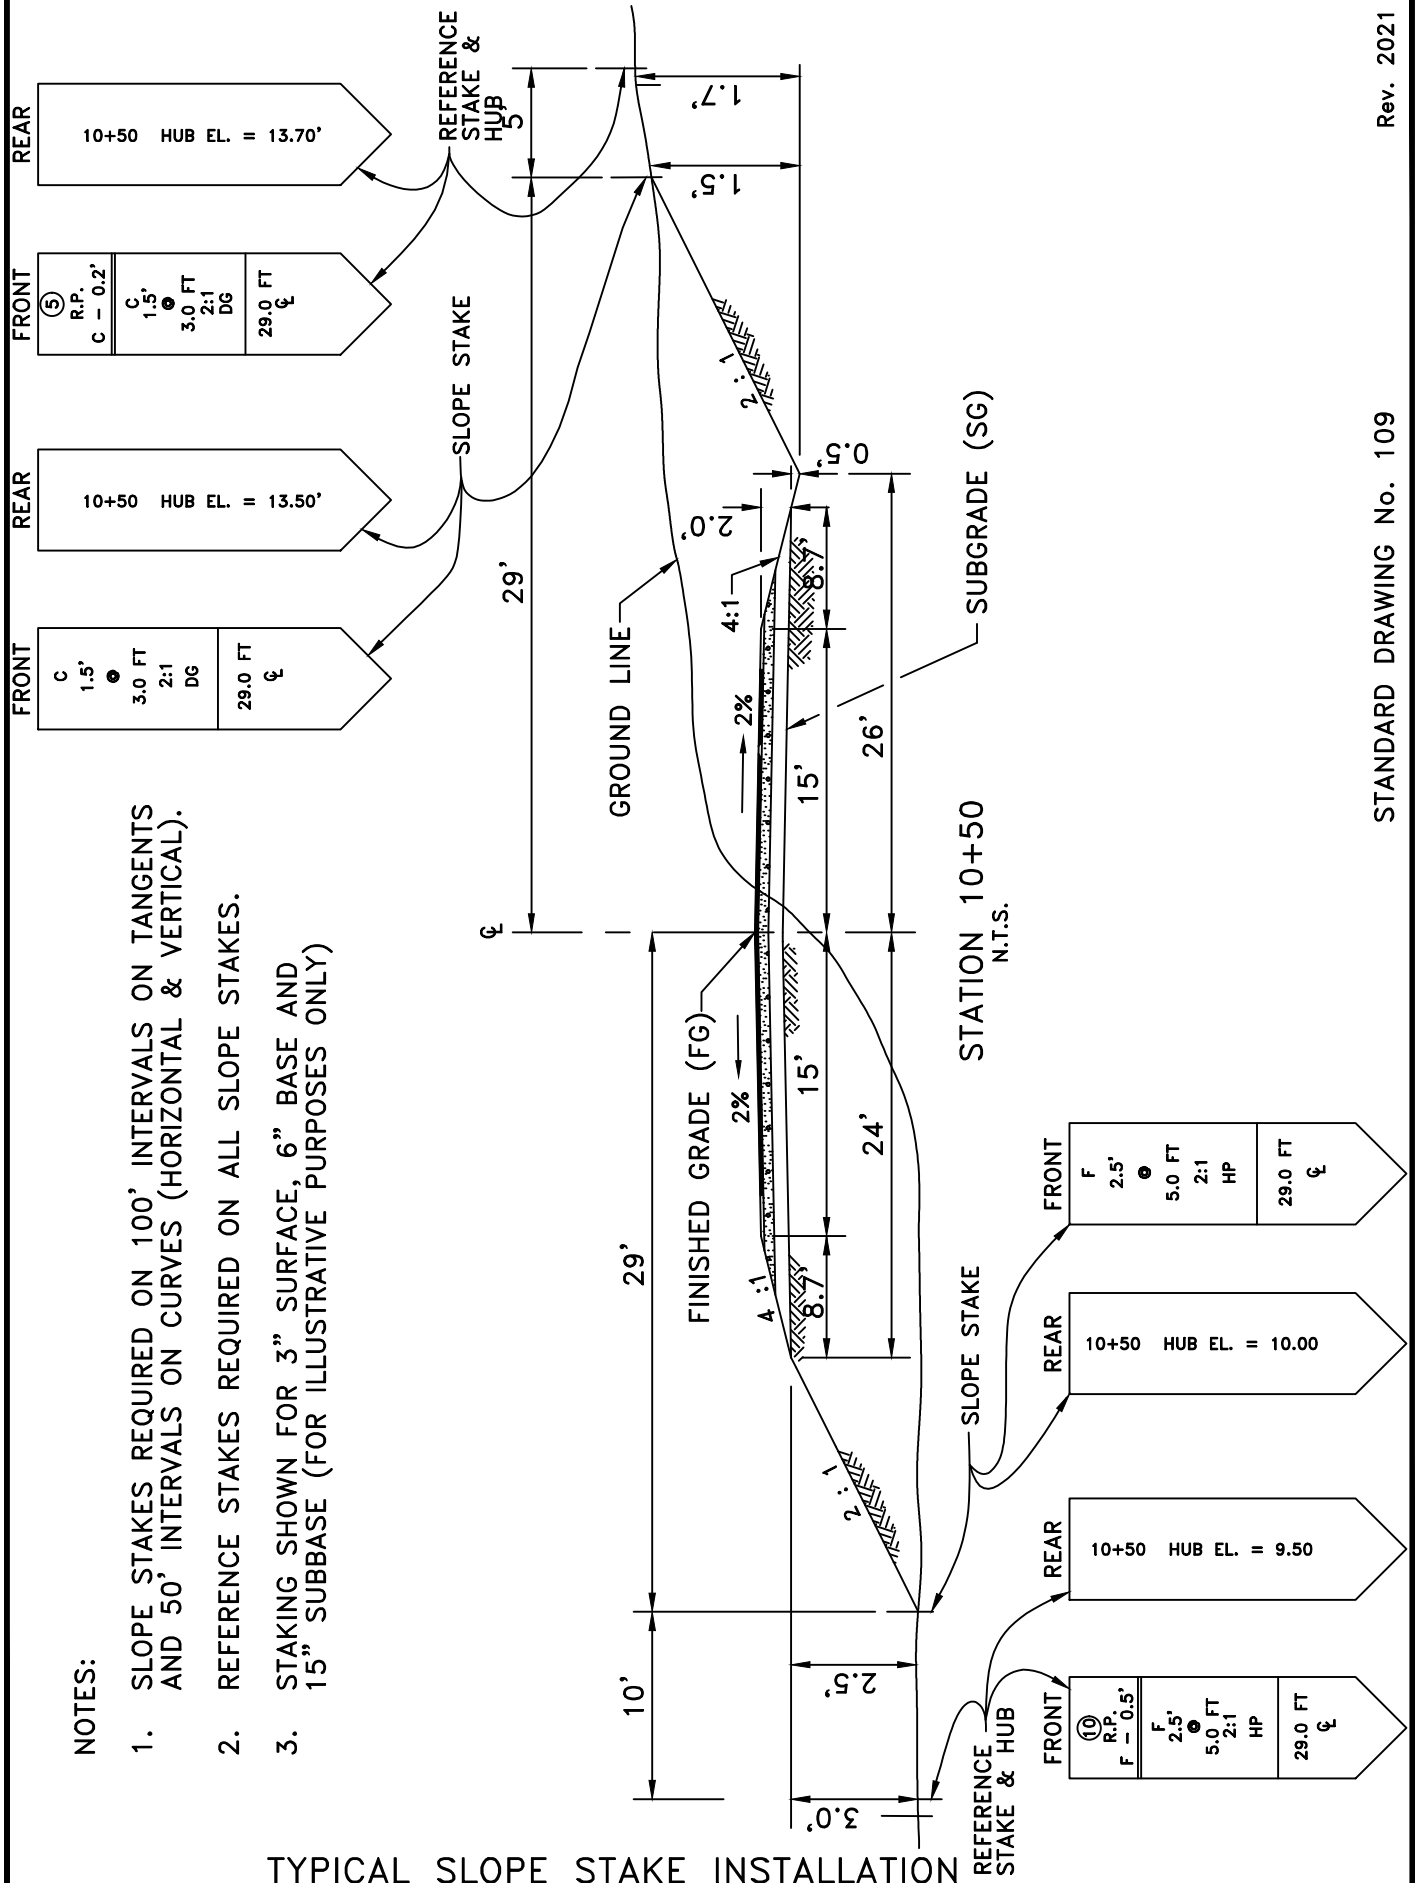 TYPICAL SLOPE STAKE INSTALLATION
NOTES:
1. SLOPE STAKES REQUIRED ON 100' INTERVALS ON TANGENTS
AND 50' INTERVALS ON CURVES (HORIZONTAL & VERTICAL).
2. REFERENCE STAKES REQUIRED ON ALL SLOPE STAKES.
3. STAKING SHOWN FOR 3" SURFACE, 6" BASE AND
15" SUBBASE (FOR ILLUSTRATIVE PURPOSES ONLY)
FRONT
C
1.5'
3.0 FT
2:1
DG
29.0 FT
℄
REAR
10+50 HUB EL. = 13.50'
SLOPE STAKE
FRONT
5
R.P.
C - 0.2'
C
1.5'
3.0 FT
2:1
DG
29.0 FT
℄
REAR
10+50 HUB EL. = 13.70'
REFERENCE
STAKE &
HUB
℄
29'
5'
10'
29'
GROUND LINE
FINISHED GRADE (FG)
2%
2%
4 :1
4:1
2.0'
0.5'
1.5'
1.7'
2 : 1
2 : 1
3.0'
2.5'
8.7'
15'
15'
8.7'
24'
26'
SUBGRADE (SG)
STATION 10+50
N.T.S.
REFERENCE
STAKE & HUB
SLOPE STAKE
FRONT
10
R.P.
F - 0.5'
F
2.5'
5.0 FT
2:1
HP
29.0 FT
℄
REAR
10+50 HUB EL. = 9.50
REAR
10+50 HUB EL. = 10.00
FRONT
F
2.5'
5.0 FT
2:1
HP
29.0 FT
℄
STANDARD DRAWING No. 109
Rev. 2021